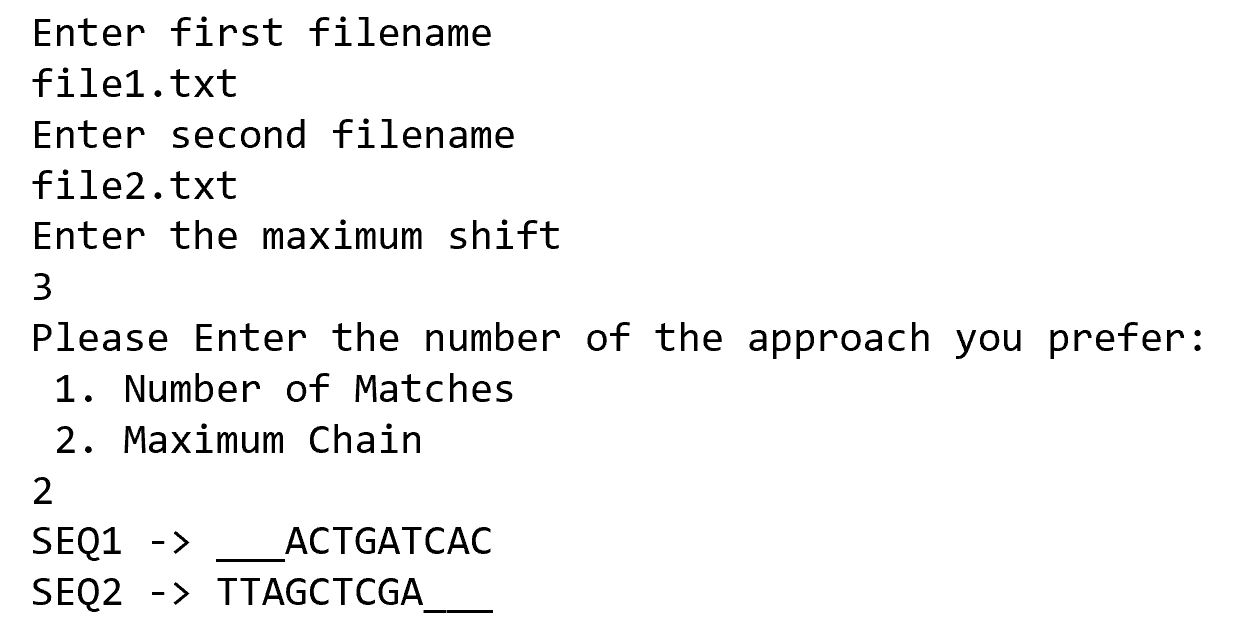 Enter first filename
file1.txt
Enter second filename
file2.txt
Enter the maximum shift
3
Please Enter the number of the approach you prefer:
1. Number of Matches
2. Maximum Chain
2
SEQ1 -> ___ACTGATCAC
SEQ2 -> TTAGCTCGA___